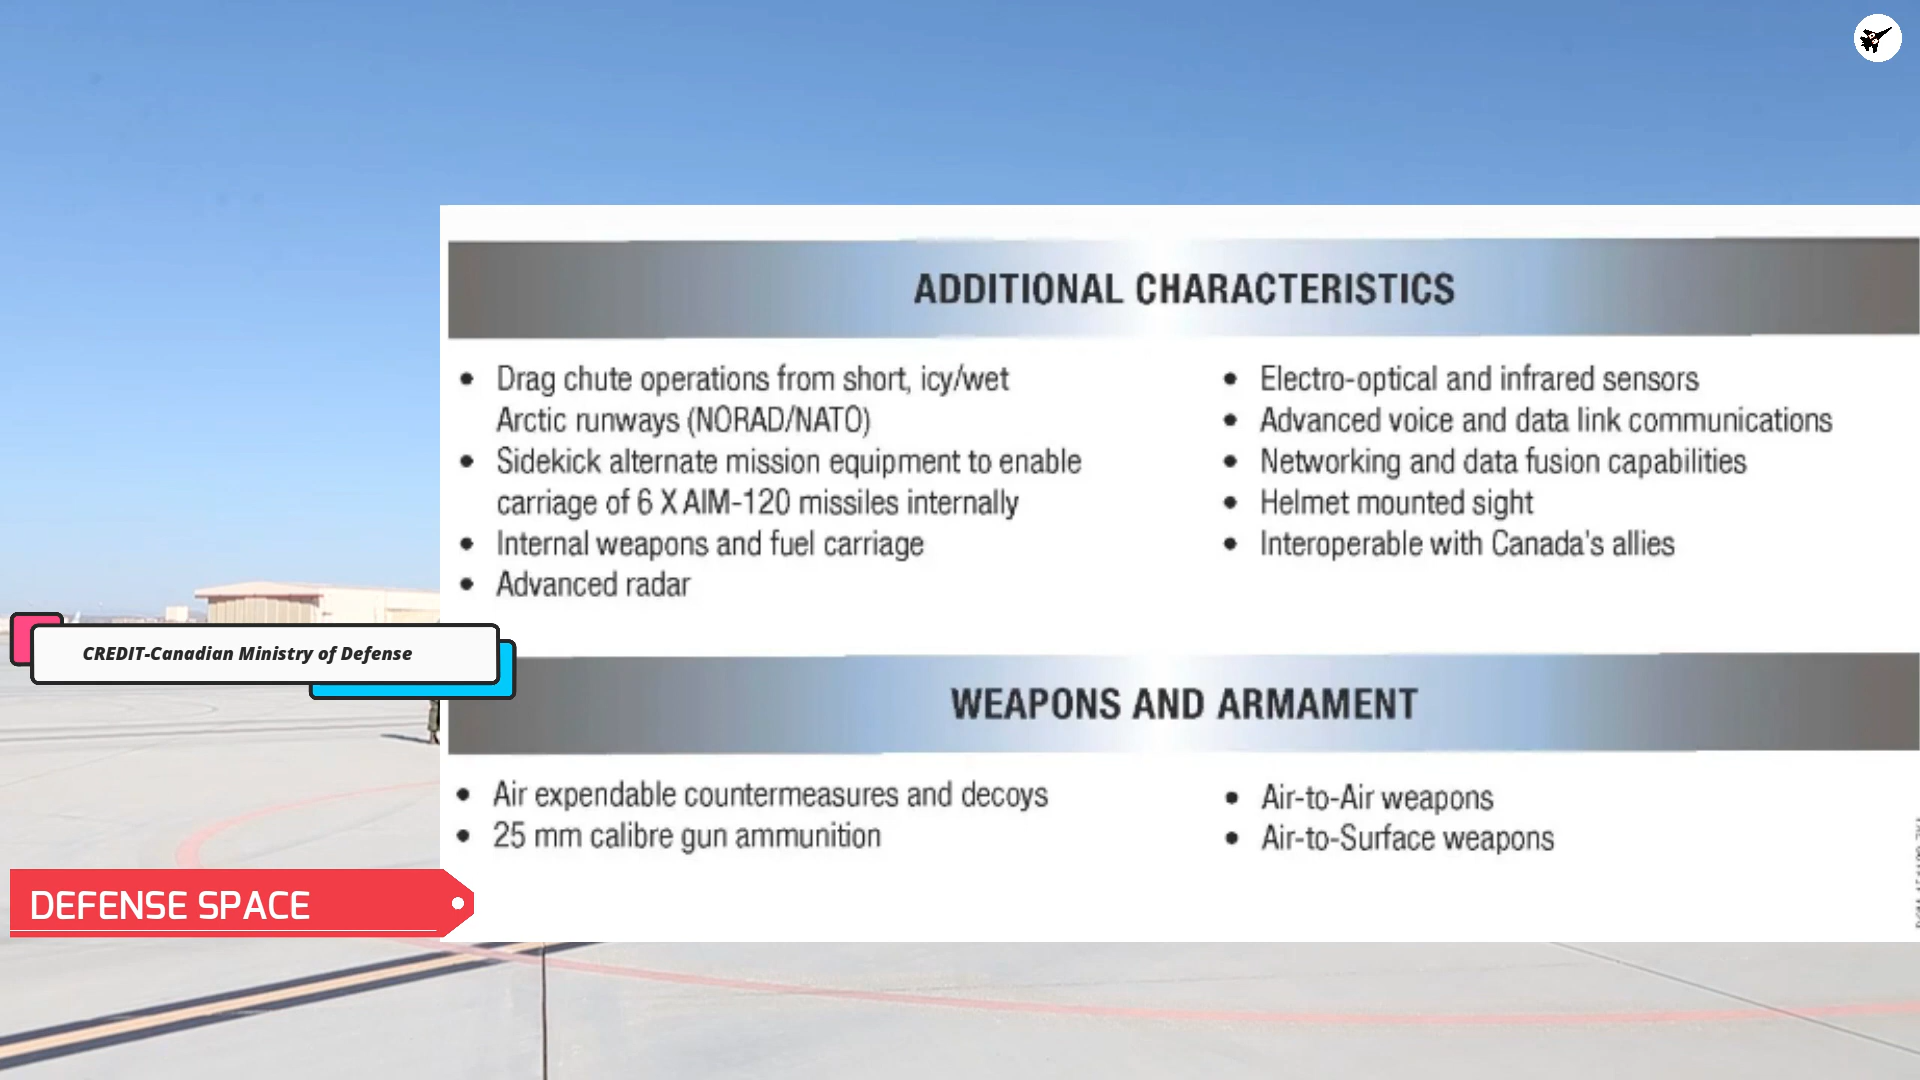 ADDITIONAL CHARACTERISTICS
• Drag chute operations from short, icy/wet
Arctic runways (NORAD/NATO)
• Sidekick alternate mission equipment to enable
carriage of 6 X AIM-120 missiles internally
• Internal weapons and fuel carriage
• Advanced radar
• Electro-optical and infrared sensors
• Advanced voice and data link communications
• Networking and data fusion capabilities
• Helmet mounted sight
• Interoperable with Canada's allies
CREDIT-Canadian Ministry of Defense
WEAPONS AND ARMAMENT
• Air expendable countermeasures and decoys
• 25 mm calibre gun ammunition
• Air-to-Air weapons
• Air-to-Surface weapons
DEFENSE SPACE